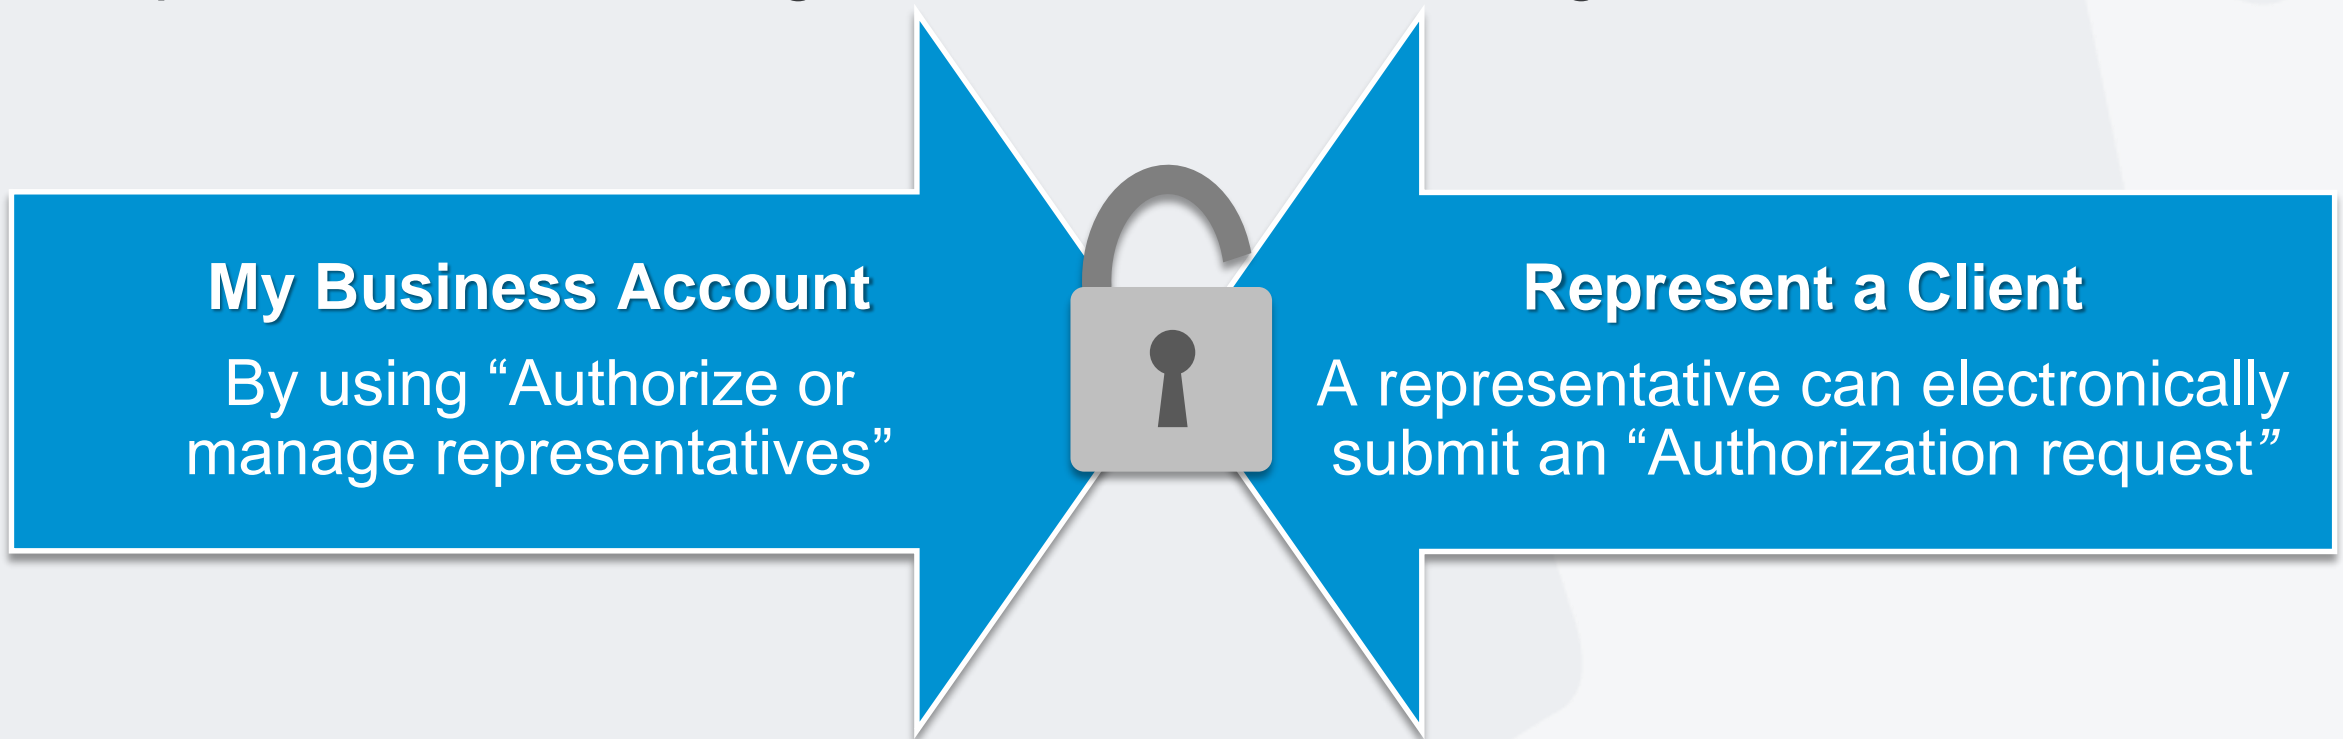 My Business Account
By using “Authorize or
manage representatives”
Represent a Client
A representative can electronically
submit an “Authorization request”